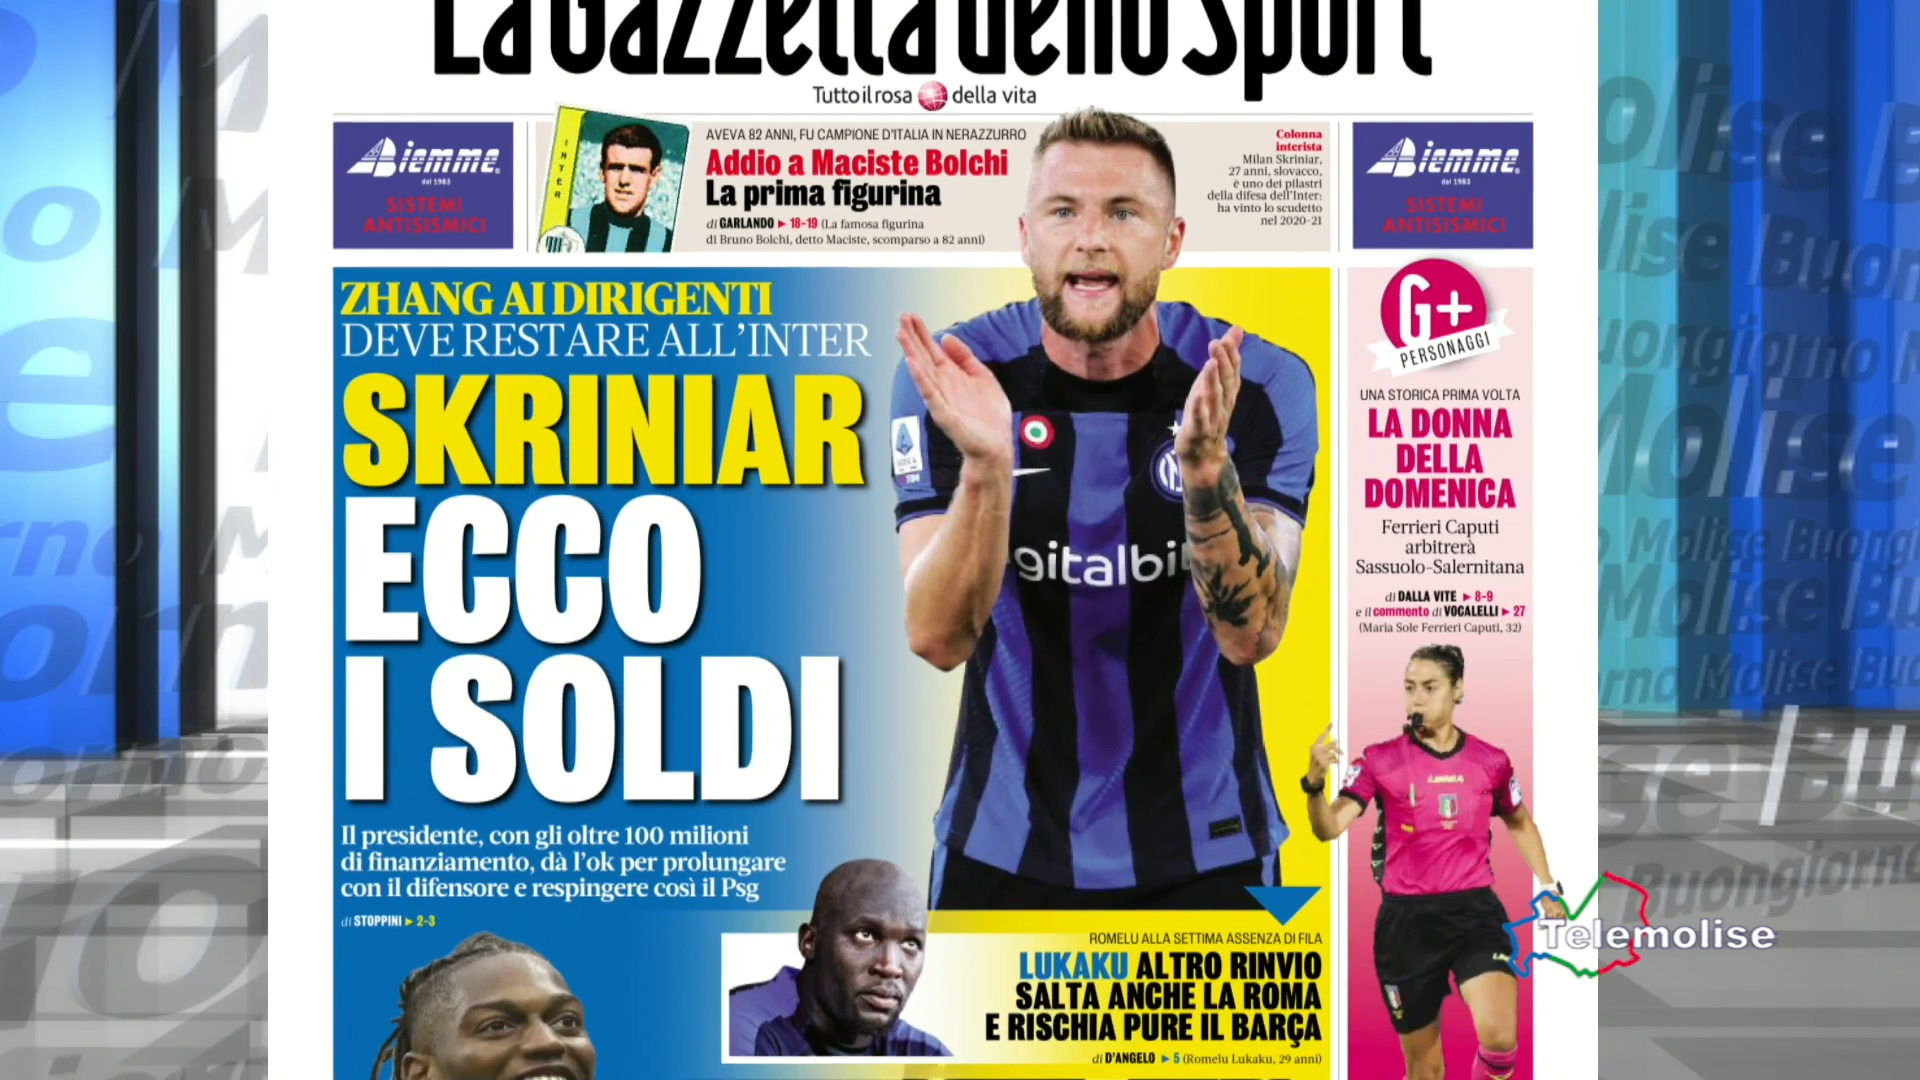 La Gazzetta dello Sport
Tutto il rosa della vita
Biemme
dal 1983
SISTEMI
ANTISISMICI
INTER
AVEVA 82 ANNI, FU CAMPIONE D'ITALIA IN NERAZZURRO
Addio a Maciste Bolchi
La prima figurina
di GARLANDO ▶ 18-19 (La famosa figurina
di Bruno Bolchi, detto Maciste, scomparso a 82 anni)
Colonna
interista
Milan Skriniar,
27 anni, slovacco,
è uno dei pilastri
della difesa dell'Inter:
ha vinto lo scudetto
nel 2020-21
Biemme
dal 1983
SISTEMI
ANTISISMICI
ZHANG AI DIRIGENTI
DEVE RESTARE ALL'INTER
SKRINIAR
ECCO
I SOLDI
Il presidente, con gli oltre 100 milioni
di finanziamento, dà l'ok per prolungare
con il difensore e respingere così il Psg
di STOPPINI ▶ 2-3
gitalbi
ROMELU ALLA SETTIMA ASSENZA DI FILA
LUKAKU ALTRO RINVIO
SALTA ANCHE LA ROMA
E RISCHIA PURE IL BARÇA
di D'ANGELO ▶ 5 (Romelu Lukaku, 29 anni)
G+
PERSONAGGI
UNA STORICA PRIMA VOLTA
LA DONNA
DELLA
DOMENICA
Ferrieri Caputi
arbitrerà
Sassuolo-Salernitana
di DALLA VITE ▶ 8-9
e il commento di VOCALELLI ▶ 27
(Maria Sole Ferrieri Caputi, 32)
Telemolise
Buongiorno Molise